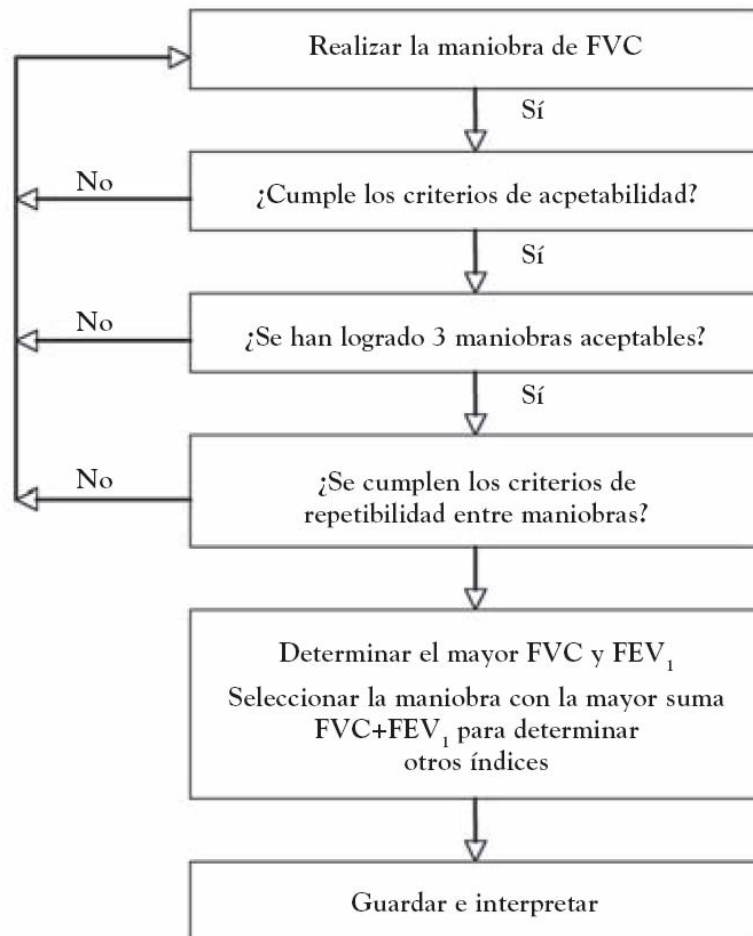 Realizar la maniobra de FVC
Sí
No
¿Cumple los criterios de acpetabilidad?
Sí
No
¿Se han logrado 3 maniobras aceptables?
Sí
No
¿Se cumplen los criterios de
repetibilidad entre maniobras?
Determinar el mayor FVC y FEV₁
Seleccionar la maniobra con la mayor suma
FVC+FEV₁ para determinar
otros índices
Guardar e interpretar